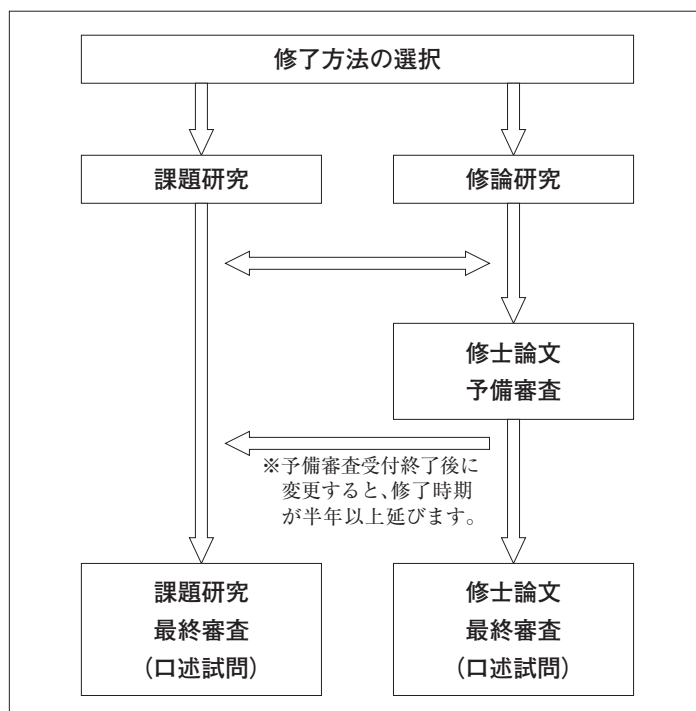 修了方法の選択
課題研究
修論研究
修士論文
予備審査
※予備審査受付終了後に
変更すると、修了時期
が半年以上延びます。
課題研究
最終審査
（口述試問）
修士論文
最終審査
（口述試問）